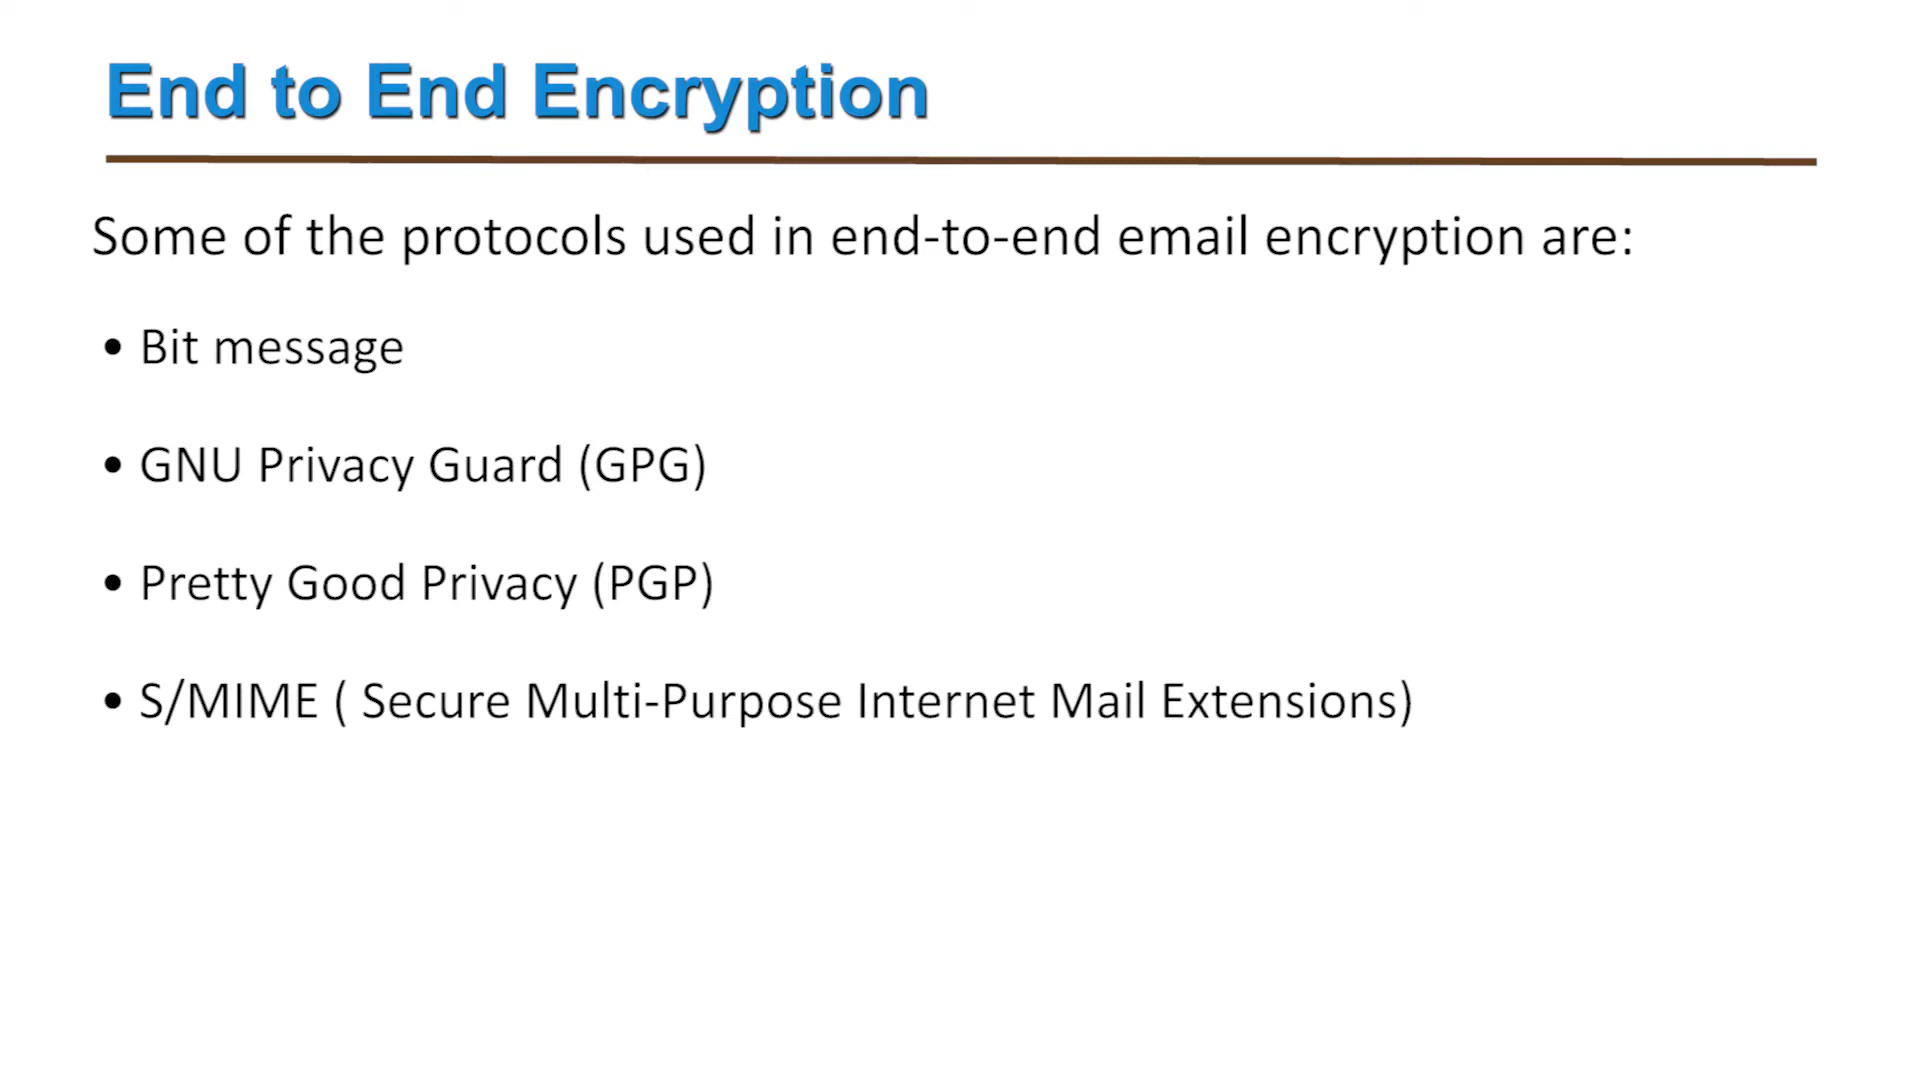 End to End Encryption
Some of the protocols used in end-to-end email encryption are:
• Bit message
• GNU Privacy Guard (GPG)
• Pretty Good Privacy (PGP)
• S/MIME ( Secure Multi-Purpose Internet Mail Extensions)